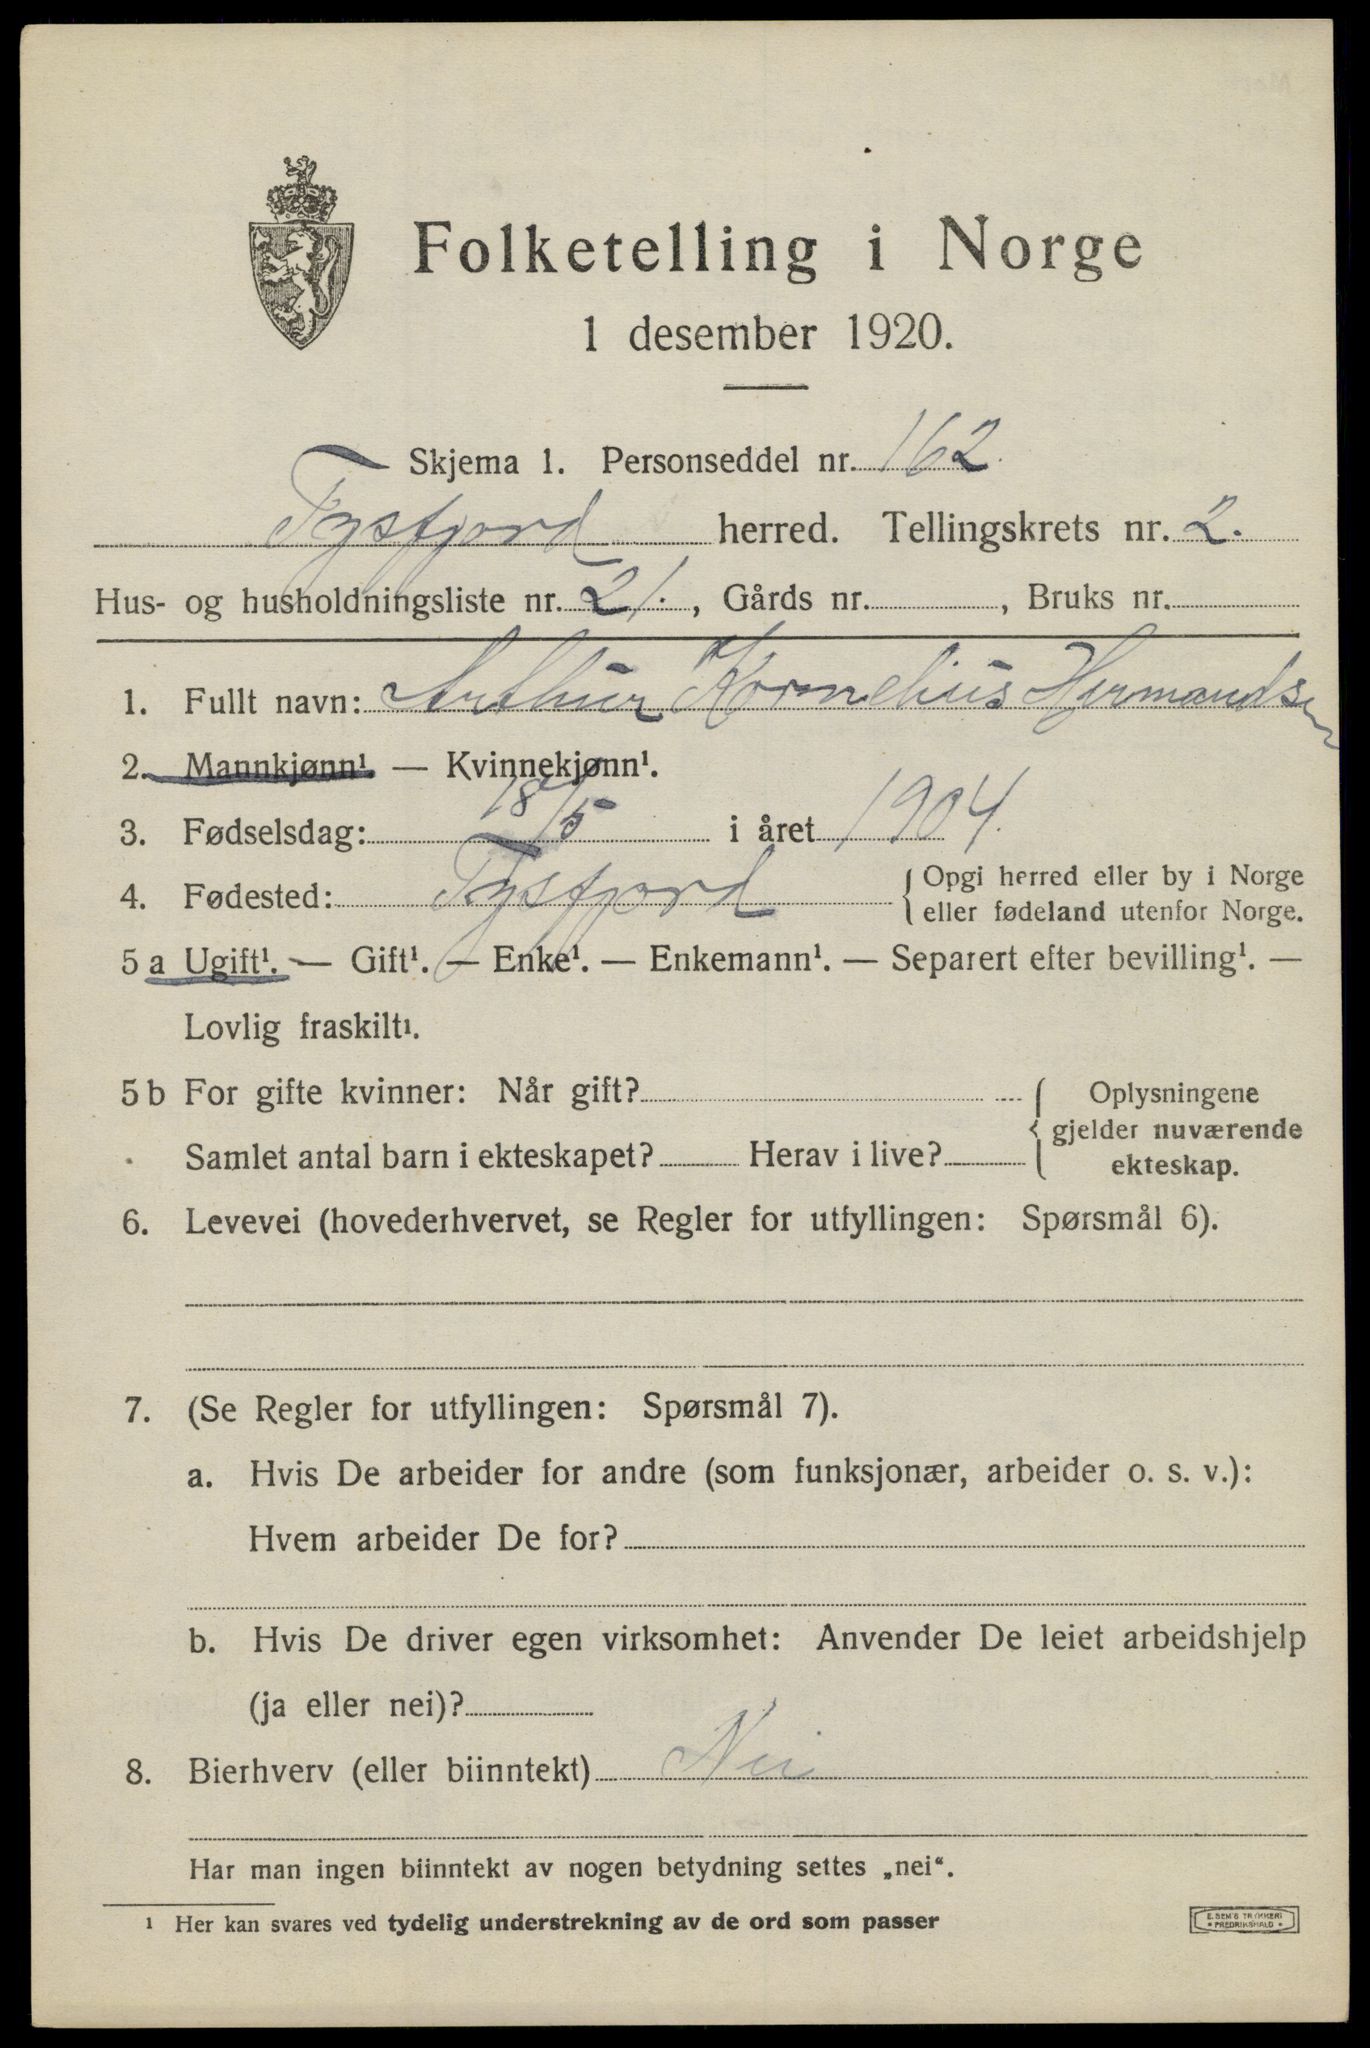 Folketelling i Norge
1 desember 1920.
Skjema 1. Personseddel nr. 162
Tysfjord herred. Tellingskrets nr. 2.
Hus- og husholdningsliste nr. 21. , Gårds nr. , Bruks nr.
1. Fullt navn: Arthur Kornelius Hermandsen
2. Mannkjønn¹. — Kvinnekjønn¹.
3. Fødselsdag: 18/5 i året 1904.
4. Fødested: Tysfjord { Opgi herred eller by i Norge
eller fødeland utenfor Norge.
5 a Ugift¹. — Gift¹. — Enke¹. — Enkemann¹. — Separert efter bevilling¹. —
Lovlig fraskilt¹.
5 b For gifte kvinner: Når gift? { Oplysningene
gjelder nuværende
ekteskap.
Samlet antal barn i ekteskapet? Herav i live?
6. Levevei (hovederhvervet, se Regler for utfyllingen: Spørsmål 6).
7. (Se Regler for utfyllingen: Spørsmål 7).
a. Hvis De arbeider for andre (som funksjonær, arbeider o. s. v.):
Hvem arbeider De for?
b. Hvis De driver egen virksomhet: Anvender De leiet arbeidshjelp
(ja eller nei)?
8. Bierhverv (eller biinntekt) Nei
Har man ingen biinntekt av nogen betydning settes „nei“.
¹ Her kan svares ved tydelig understrekning av de ord som passer
E. SEM'S TRYKKERI
• FREDRIKSHALD •